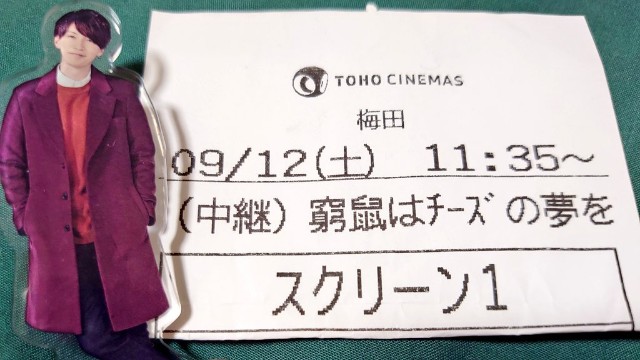 TOHO CINEMAS
梅田
09/12(土) 11:35～
(中継) 窮鼠はﾁｰｽﾞの夢を
スクリーン1